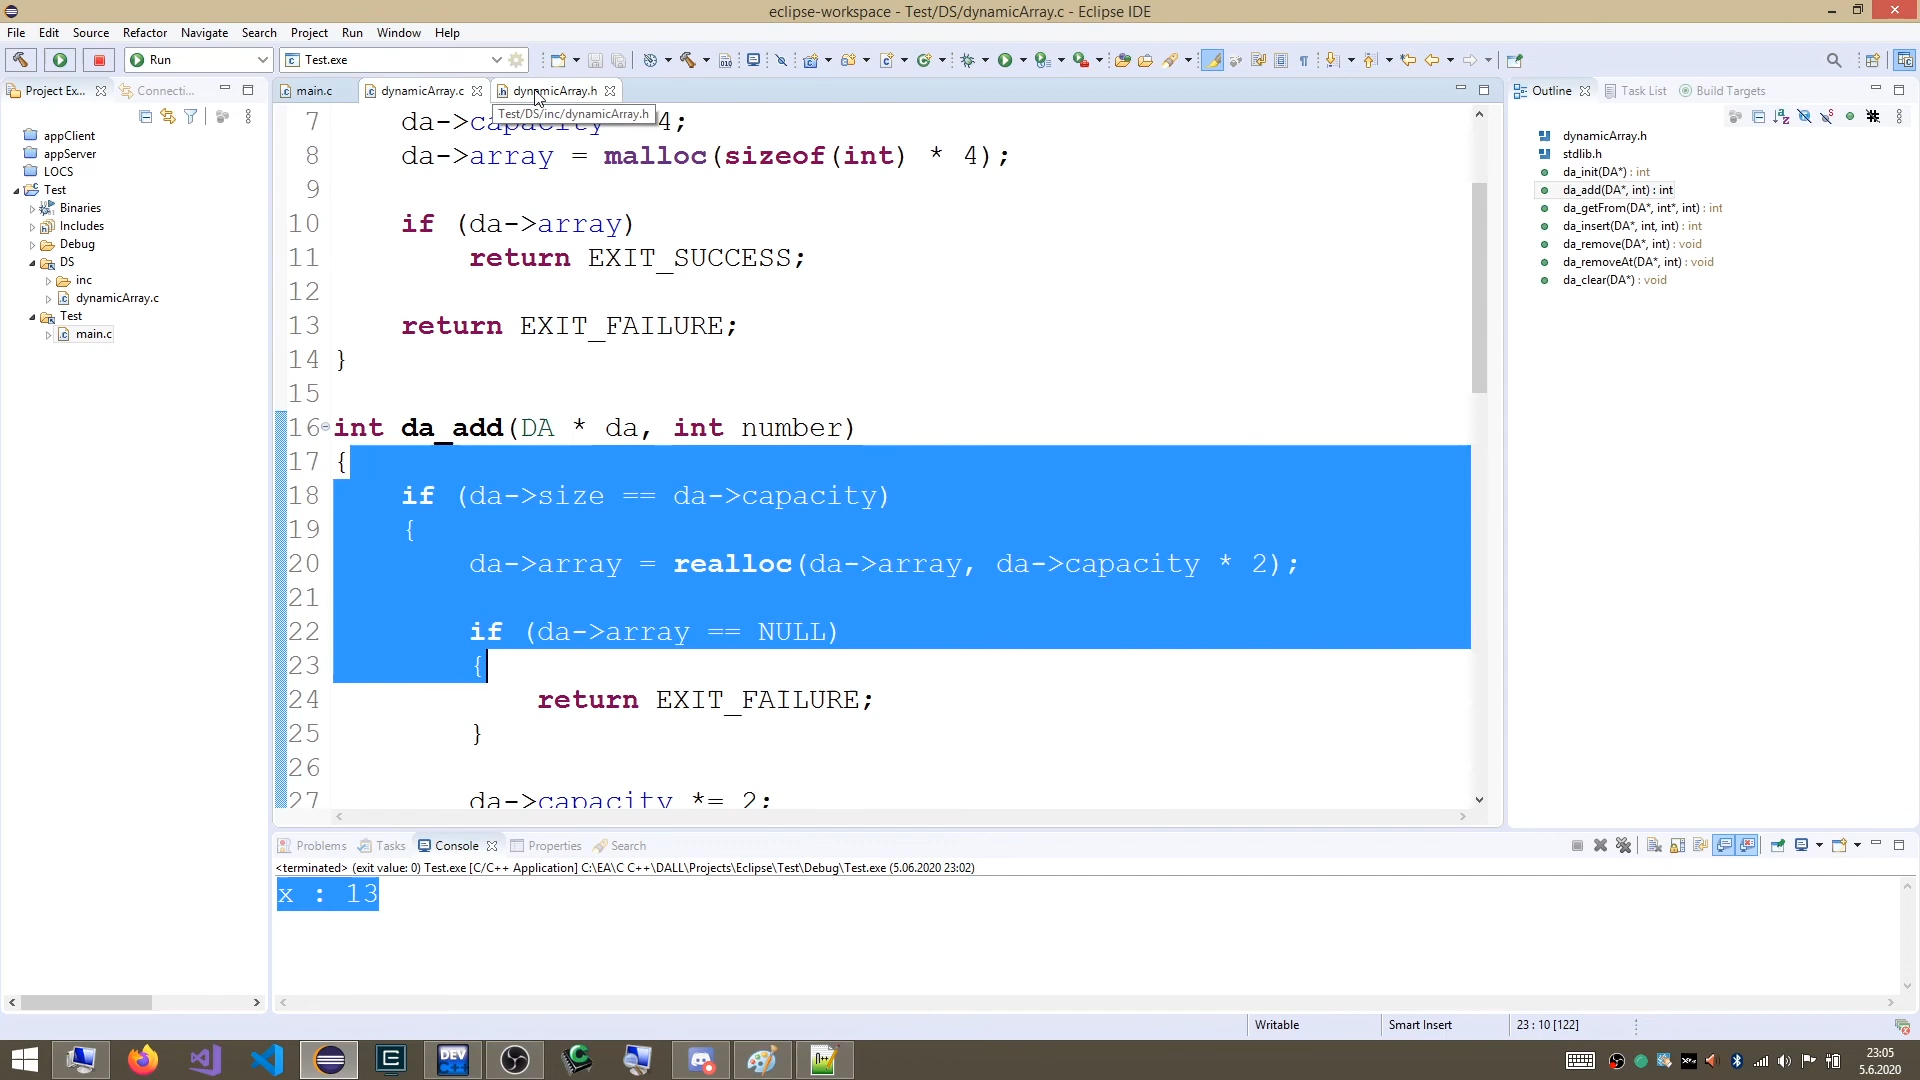 eclipse-workspace - Test/DS/dynamicArray.c - Eclipse IDE
File Edit Source Refactor Navigate Search Project Run Window Help
Run
Test.exe
Project Ex...
Connecti...
main.c
dynamicArray.c
dynamicArray.h
Test/DS/inc/dynamicArray.h
Outline
Task List
Build Targets
appClient
appServer
LOCS
Test
Binaries
Includes
Debug
DS
inc
dynamicArray.c
Test
main.c
7 da->capacity 4;
8 da->array = malloc(sizeof(int) * 4);
9
10 if (da->array)
11 return EXIT_SUCCESS;
12
13 return EXIT_FAILURE;
14 }
15
16 int da_add(DA * da, int number)
17 {
18 if (da->size == da->capacity)
19 {
20 da->array = realloc(da->array, da->capacity * 2);
21
22 if (da->array == NULL)
23 {
24 return EXIT_FAILURE;
25 }
26
27 da->capacity *= 2;
dynamicArray.h
stdlib.h
da_init(DA*) : int
da_add(DA*, int) : int
da_getFrom(DA*, int*, int) : int
da_insert(DA*, int, int) : int
da_remove(DA*, int) : void
da_removeAt(DA*, int) : void
da_clear(DA*) : void
Problems
Tasks
Console
Properties
Search
<terminated> (exit value: 0) Test.exe [C/C++ Application] C:\EA\C C++\DALL\Projects\Eclipse\Test\Debug\Test.exe (5.06.2020 23:02)
x : 13
Writable
Smart Insert
23 : 10 [122]
DEV
23:05
5.6.2020